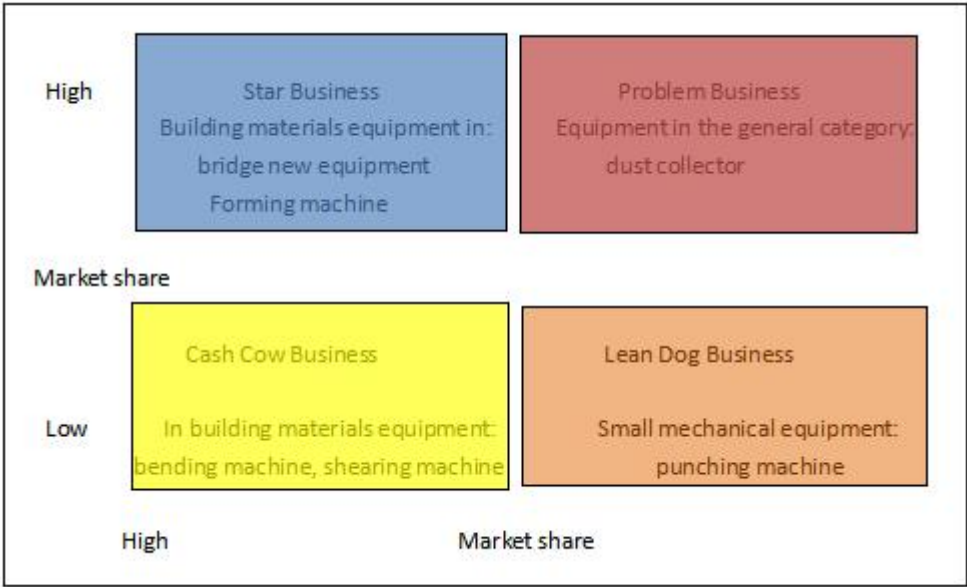 High
Star Business
Building materials equipment in:
bridge new equipment
Forming machine
Problem Business
Equipment in the general category:
dust collector
Market share
Cash Cow Business
In building materials equipment:
bending machine, shearing machine
Lean Dog Business
Small mechanical equipment:
punching machine
Low
High
Market share